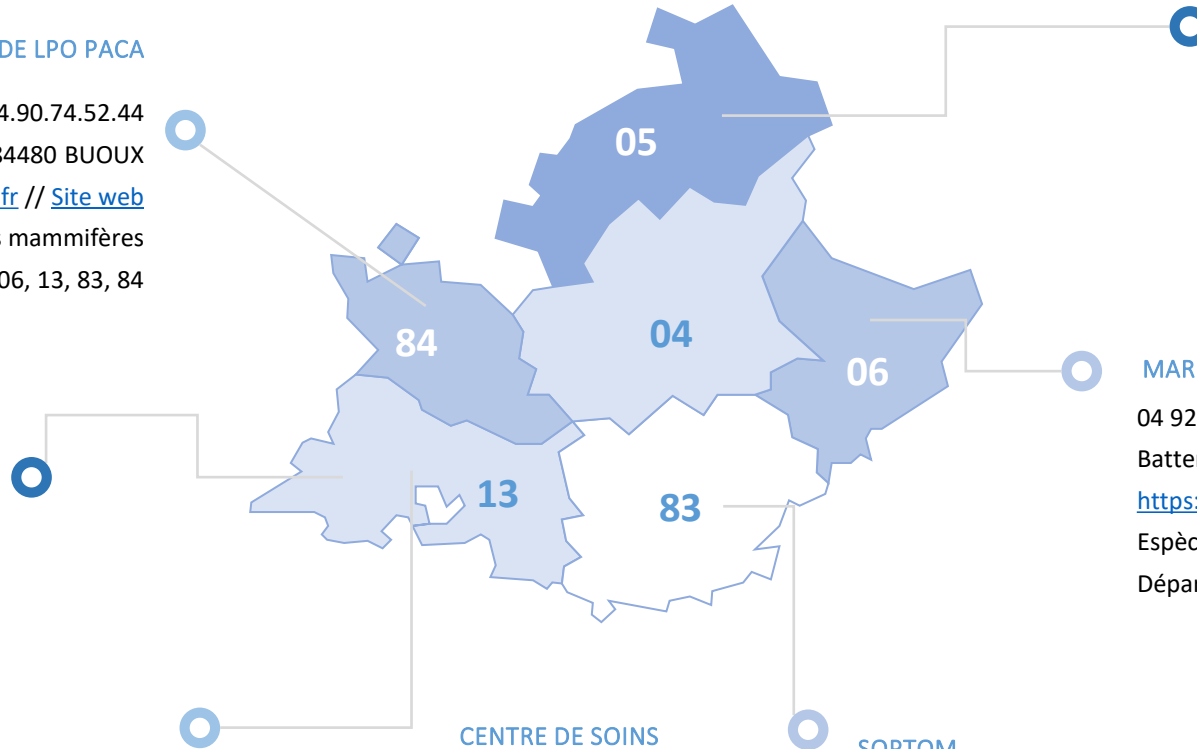 DE LPO PACA
4.90.74.52.44
84480 BUOUX
fr // Site web
s mammifères
06, 13, 83, 84
05
84
04
06
13
83
MAR
04 92
Batter
https:
Espèc
Dépar
CENTRE DE SOINS
SOPTOM